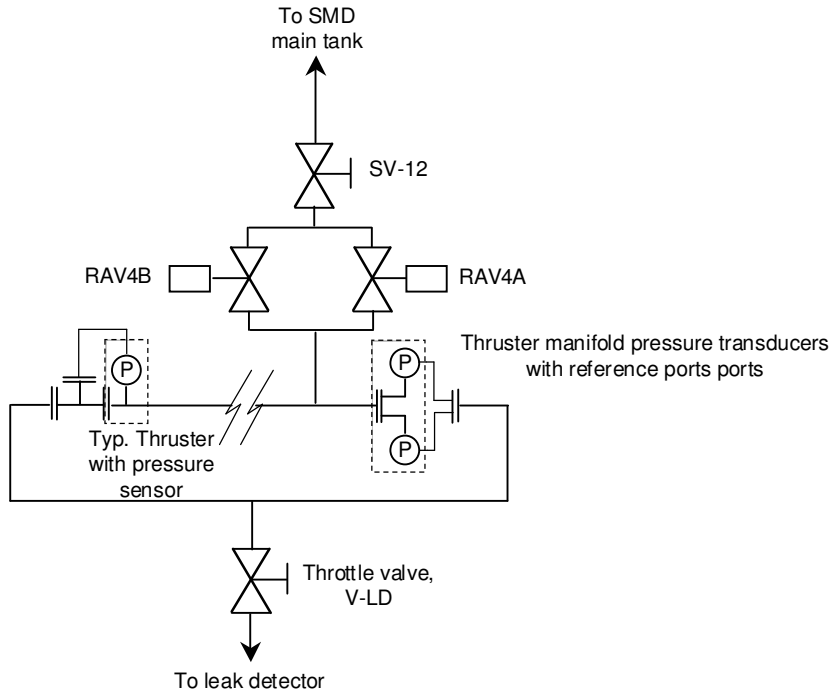 To SMD
main tank
SV-12
RAV4B
RAV4A
Thruster manifold pressure transducers
with reference ports ports
P
P
P
Typ. Thruster
with pressure
sensor
Throttle valve,
V-LD
To leak detector